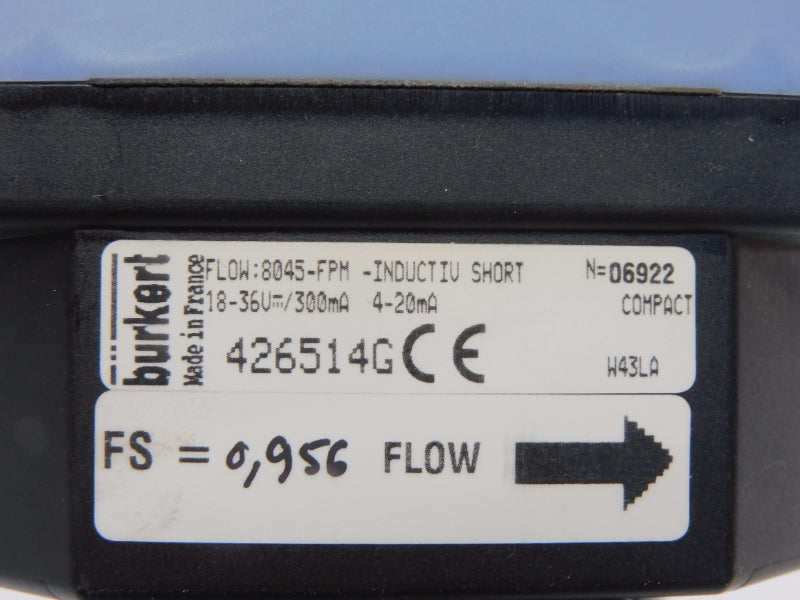 burkert
Made in France
FLOW:8045-FPM -INDUCTIV SHORT N=06922
18-36V⎓/300mA 4-20mA COMPACT
426514G CE W43LA
FS = 0,956 FLOW